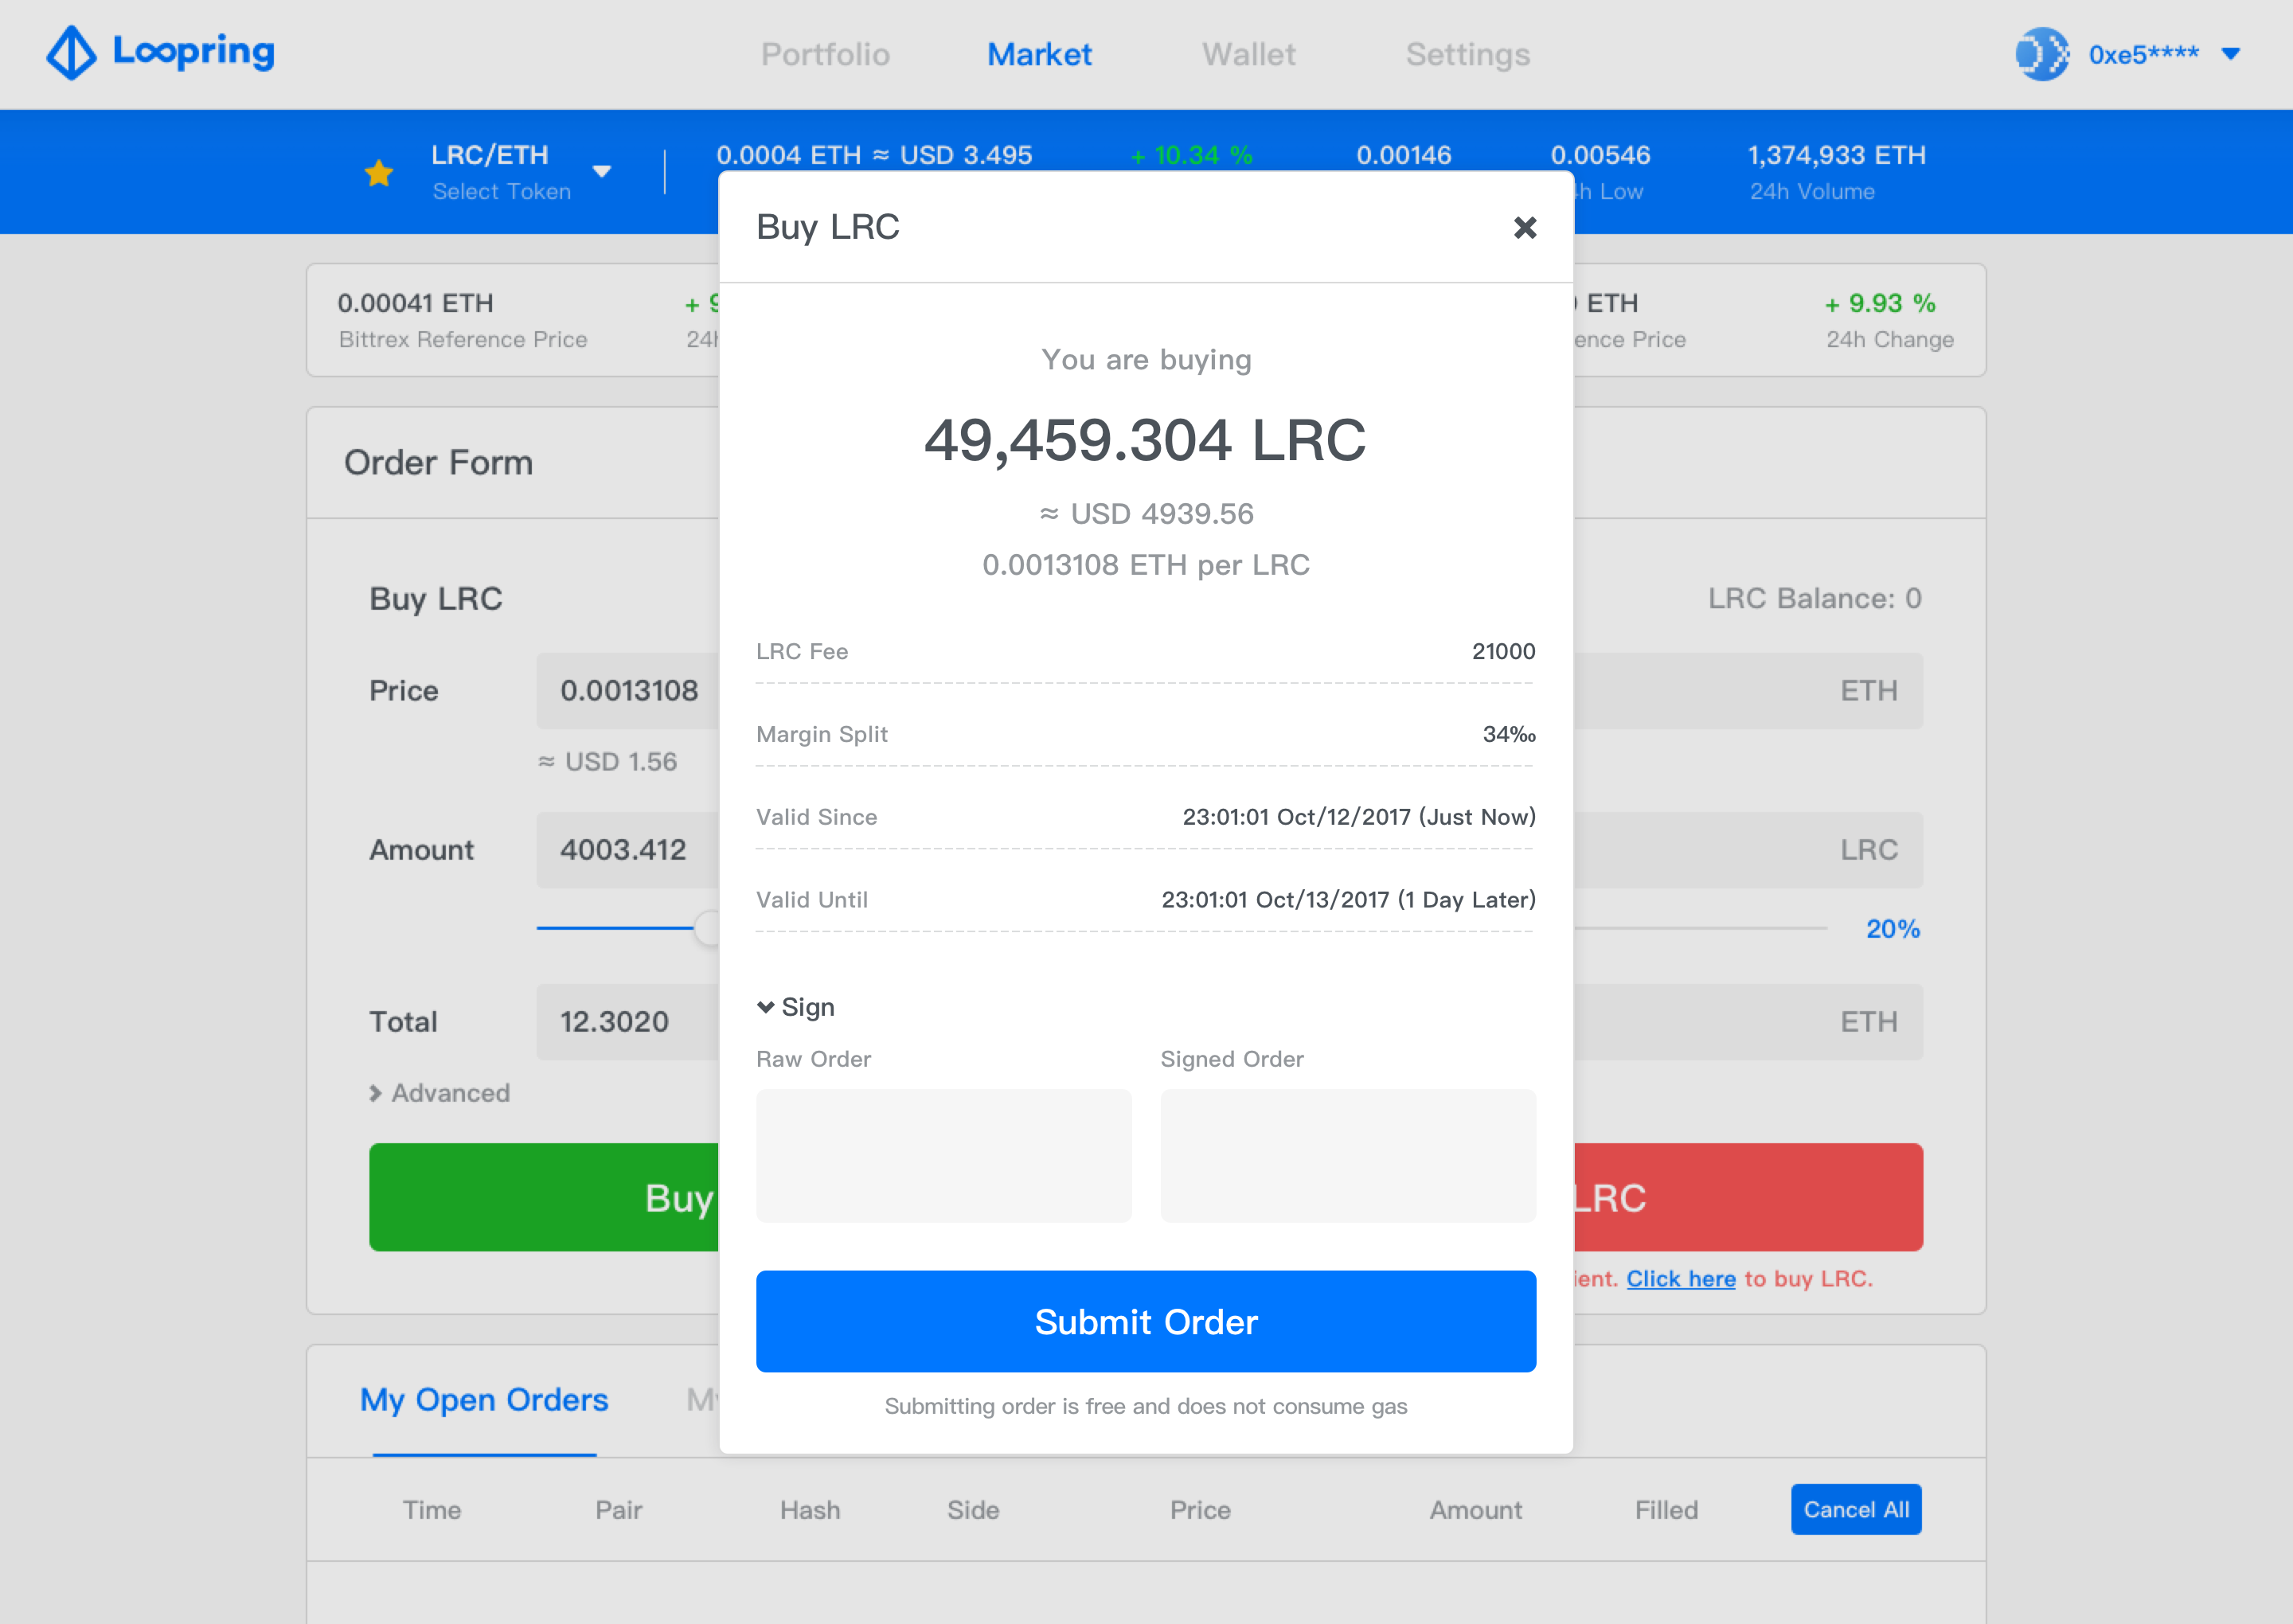 Loopring
Portfolio
Market
Wallet
Settings
0xe5****
LRC/ETH
Select Token
0.0004 ETH ≈ USD 3.495
+ 10.34 %
0.00146
0.00546
Low
1,374,933 ETH
24h Volume
0.00041 ETH
Bittrex Reference Price
ETH
Price
+ 9.93 %
24h Change
Order Form
Buy LRC
Price
0.0013108
≈ USD 1.56
Amount
4003.412
Total
12.3020
Advanced
Buy
Buy LRC
You are buying
49,459.304 LRC
≈ USD 4939.56
0.0013108 ETH per LRC
LRC Fee
21000
Margin Split
34‰
Valid Since
23:01:01 Oct/12/2017 (Just Now)
Valid Until
23:01:01 Oct/13/2017 (1 Day Later)
Sign
Raw Order
Signed Order
Submit Order
Submitting order is free and does not consume gas
LRC Balance: 0
ETH
LRC
20%
ETH
LRC
Click here to buy LRC.
My Open Orders
Time
Pair
Hash
Side
Price
Amount
Filled
Cancel All